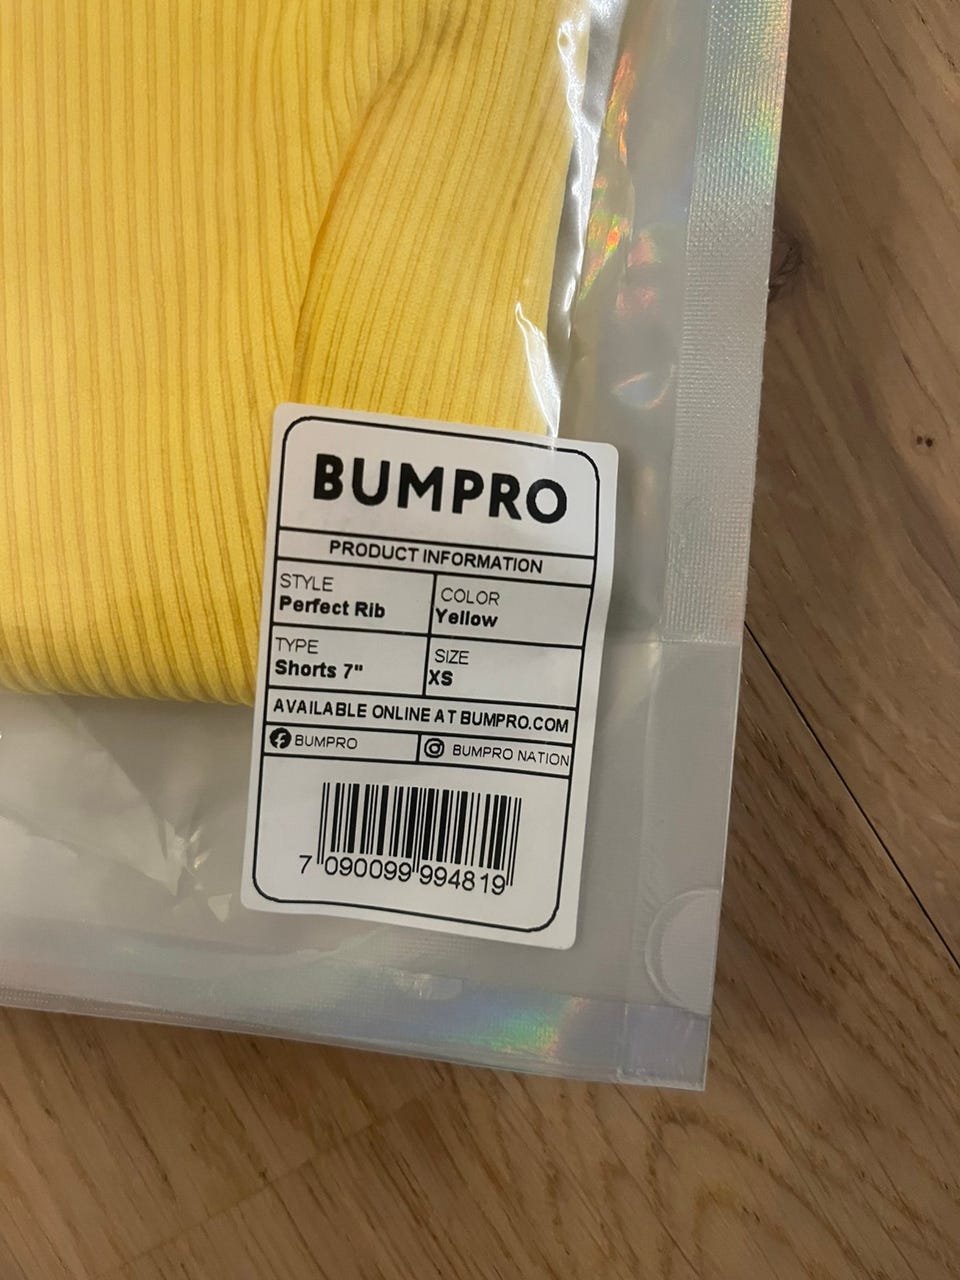 BUMPRO
PRODUCT INFORMATION
STYLE
Perfect Rib
COLOR
Yellow
TYPE
Shorts 7"
SIZE
XS
AVAILABLE ONLINE AT BUMPRO.COM
BUMPRO
BUMPRO NATION
7 090099 994819